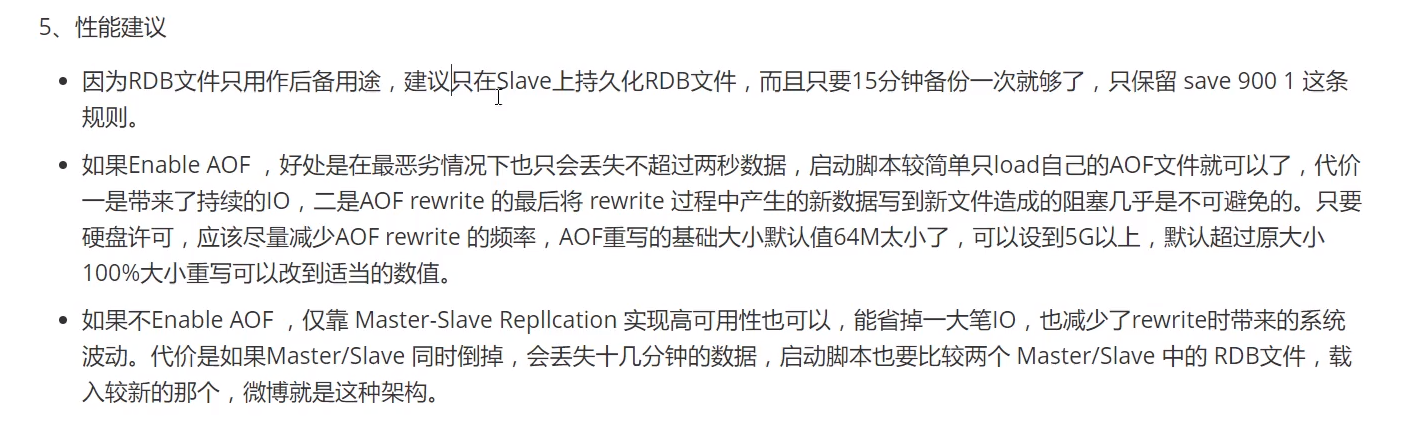 5、性能建议
因为RDB文件只用作后备用途，建议只在Slave上持久化RDB文件，而且只要15分钟备份一次就够了，只保留 save 900 1 这条
规则。
如果Enable AOF ，好处是在最恶劣情况下也只会丢失不超过两秒数据，启动脚本较简单只load自己的AOF文件就可以了，代价
一是带来了持续的IO，二是AOF rewrite 的最后将 rewrite 过程中产生的新数据写到新文件造成的阻塞几乎是不可避免的。只要
硬盘许可，应该尽量减少AOF rewrite 的频率，AOF重写的基础大小默认值64M太小了，可以设到5G以上，默认超过原大小
100%大小重写可以改到适当的数值。
如果不Enable AOF ，仅靠 Master-Slave Repllcation 实现高可用性也可以，能省掉一大笔IO，也减少了rewrite时带来的系统
波动。代价是如果Master/Slave 同时倒掉，会丢失十几分钟的数据，启动脚本也要比较两个 Master/Slave 中的 RDB文件，载
入较新的那个，微博就是这种架构。